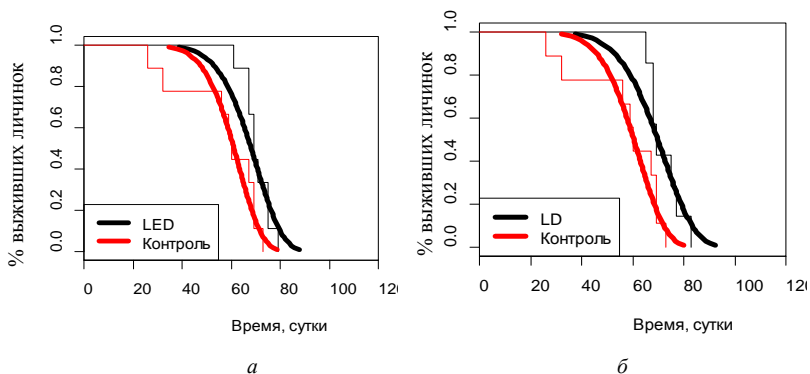 % выживших личинок
1.0
0.8
0.6
0.4
0.2
0.0
LED
Контроль
0 20 40 60 80 100
Время, сутки
а
% выживших личинок
1.0
0.8
0.6
0.4
0.2
0.0
LD
Контроль
0 20 40 60 80 100 120
Время, сутки
б